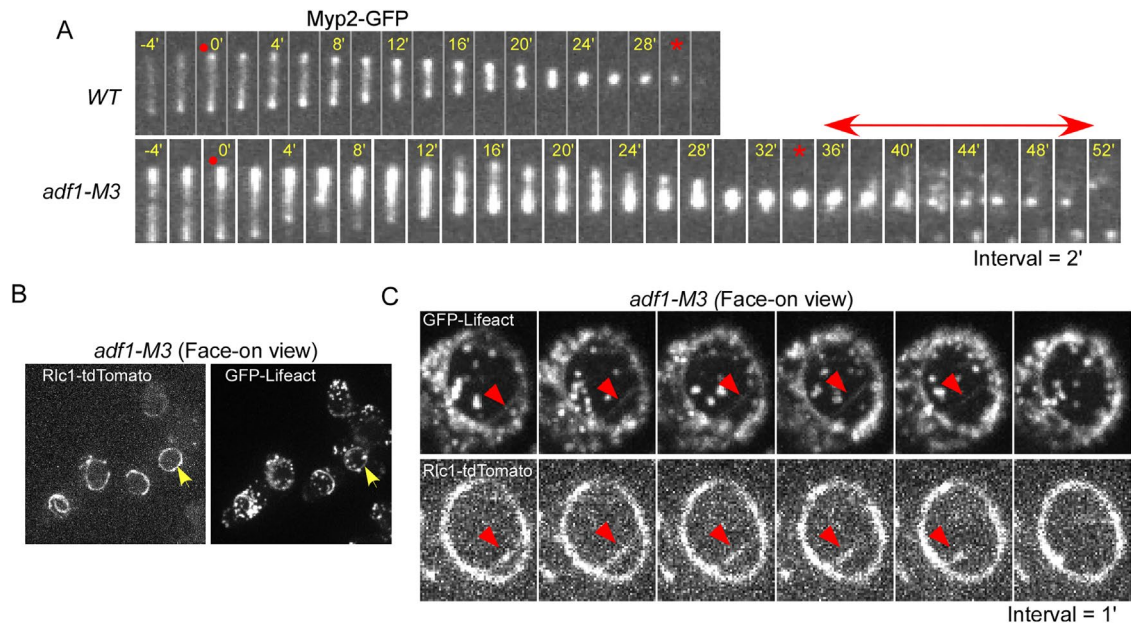 A
Myp2-GFP
-4' 0' 4' 8' 12' 16' 20' 24' 28' *
WT
-4' 0' 4' 8' 12' 16' 20' 24' 28' 32' * 36' 40' 44' 48' 52'
adf1-M3
Interval = 2'
B
adf1-M3 (Face-on view)
Rlc1-tdTomato GFP-Lifeact
C
adf1-M3 (Face-on view)
GFP-Lifeact
Rlc1-tdTomato
Interval = 1'